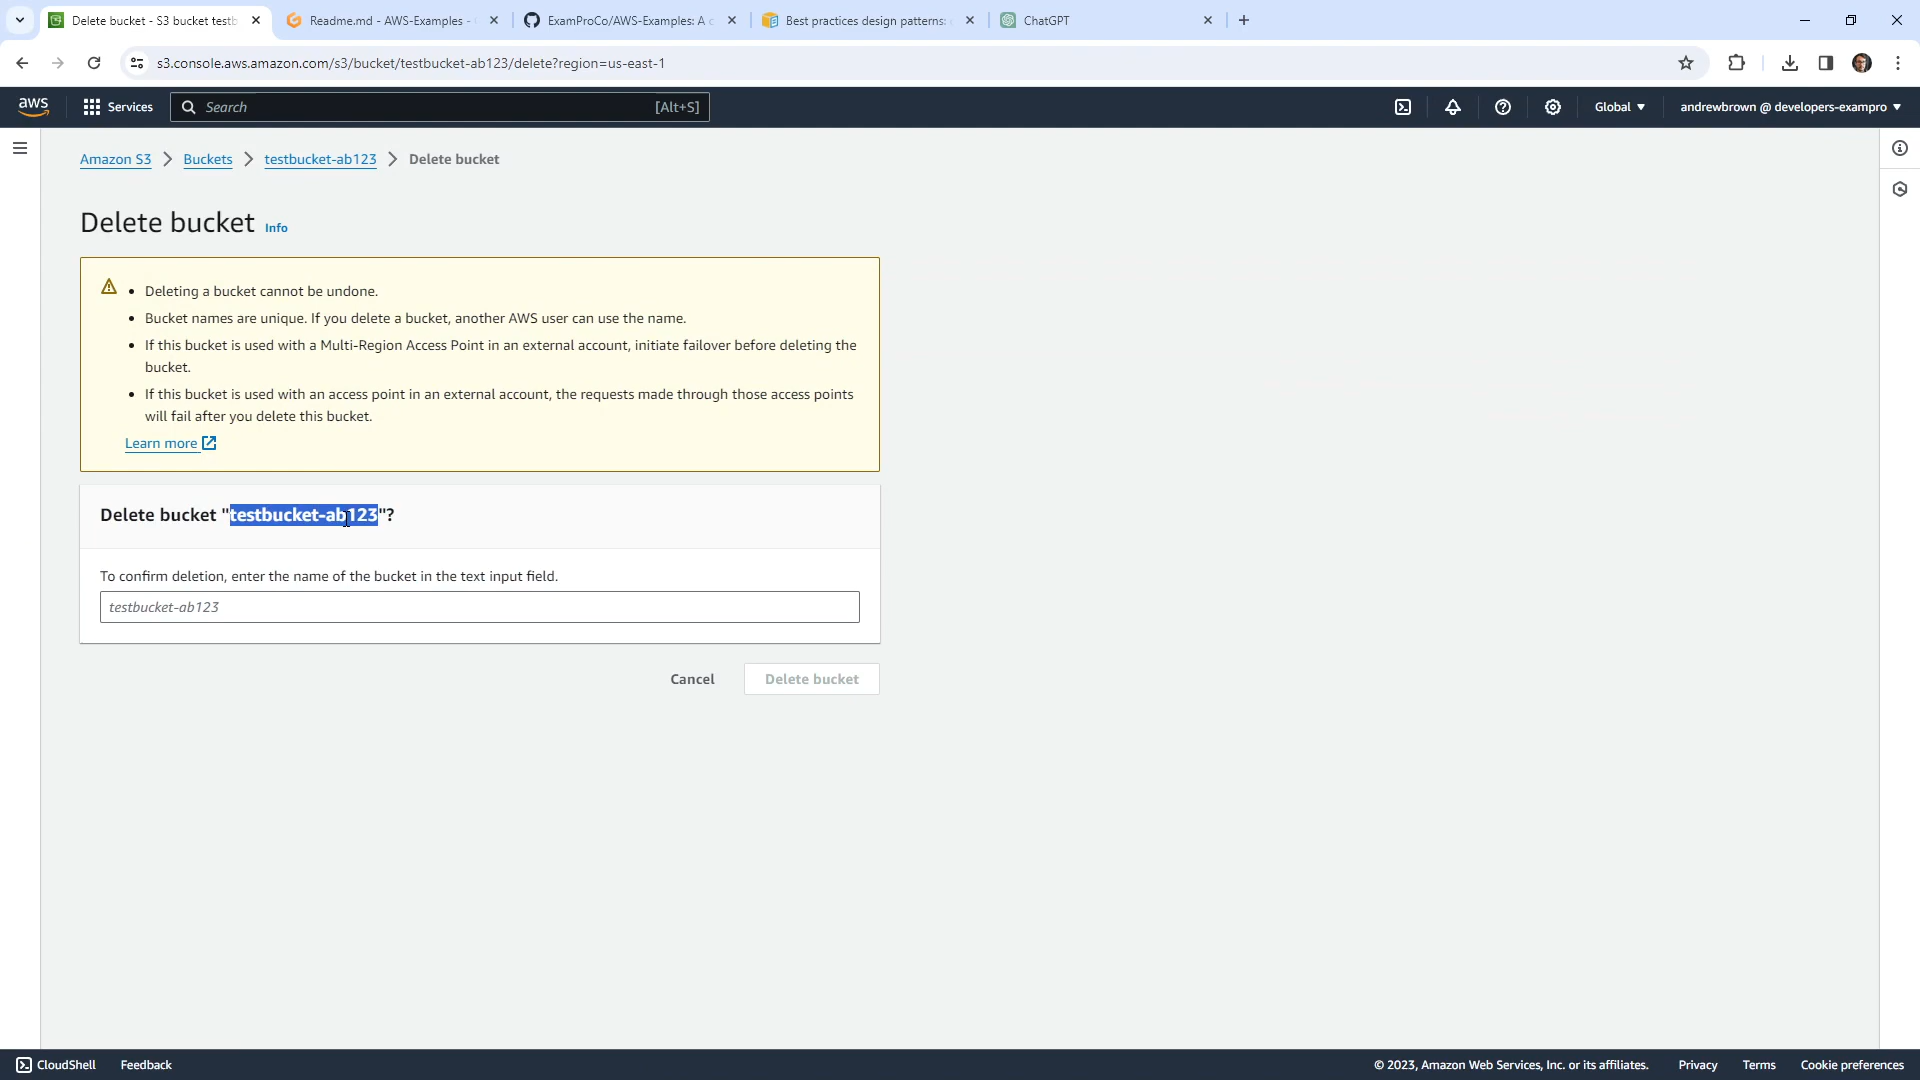 Delete bucket - S3 bucket testb
Readme.md - AWS-Examples -
ExamProCo/AWS-Examples: A c
Best practices design patterns:
ChatGPT
s3.console.aws.amazon.com/s3/bucket/testbucket-ab123/delete?region=us-east-1
aws
Services
Search
[Alt+S]
Global
andrewbrown @ developers-exampro
Amazon S3
Buckets
testbucket-ab123
Delete bucket
Delete bucket Info
Deleting a bucket cannot be undone.
Bucket names are unique. If you delete a bucket, another AWS user can use the name.
If this bucket is used with a Multi-Region Access Point in an external account, initiate failover before deleting the
bucket.
If this bucket is used with an access point in an external account, the requests made through those access points
will fail after you delete this bucket.
Learn more
Delete bucket "testbucket-ab123"?
To confirm deletion, enter the name of the bucket in the text input field.
testbucket-ab123
Cancel
Delete bucket
CloudShell
Feedback
© 2023, Amazon Web Services, Inc. or its affiliates.
Privacy
Terms
Cookie preferences